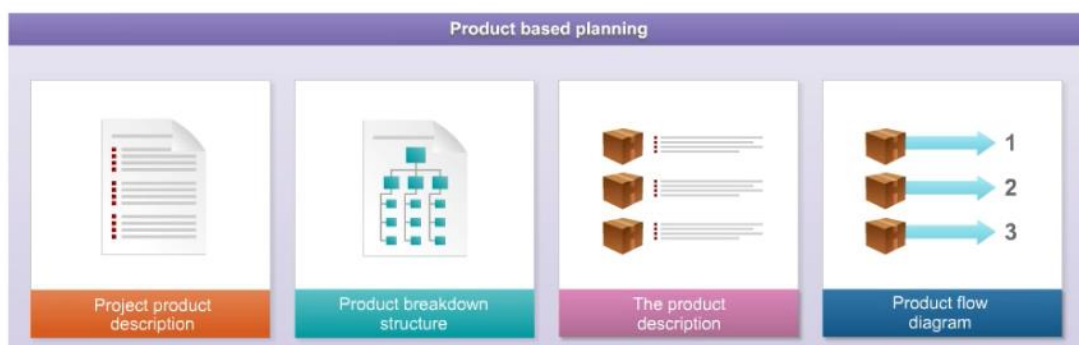 Product based planning
1
2
3
Project product
description
Product breakdown
structure
The product
description
Product flow
diagram